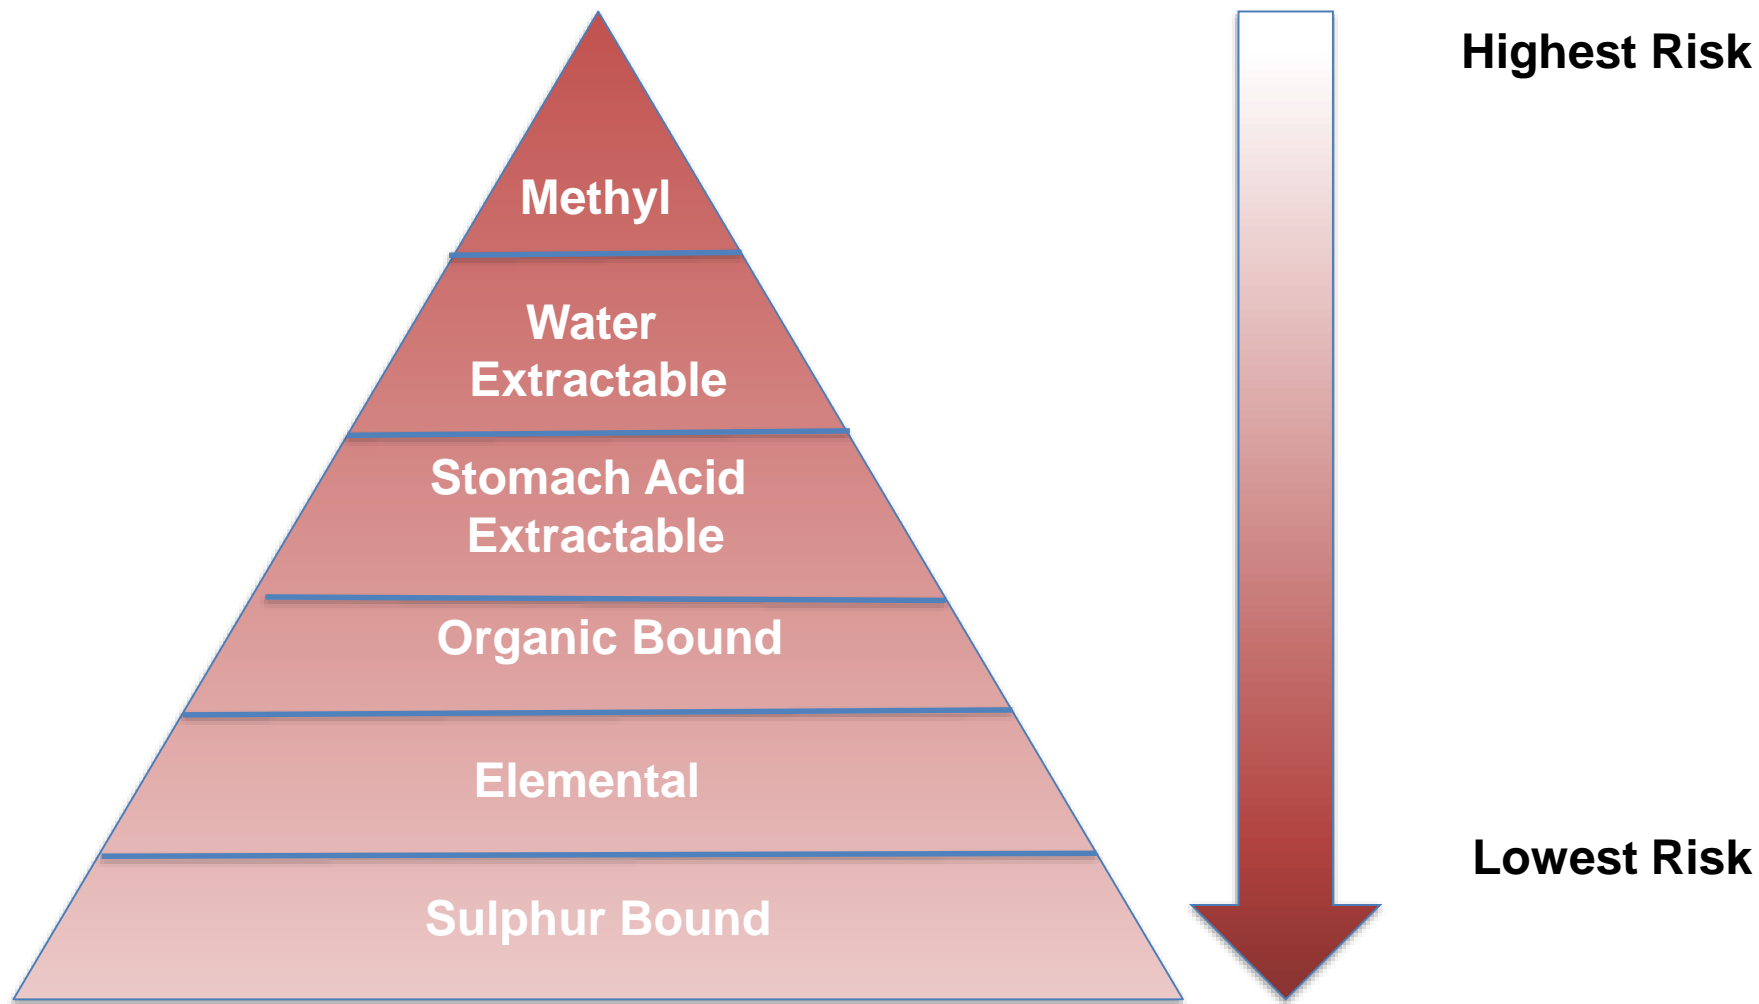 Highest Risk
Methyl
Water
Extractable
Stomach Acid
Extractable
Organic Bound
Elemental
Lowest Risk
Sulphur Bound